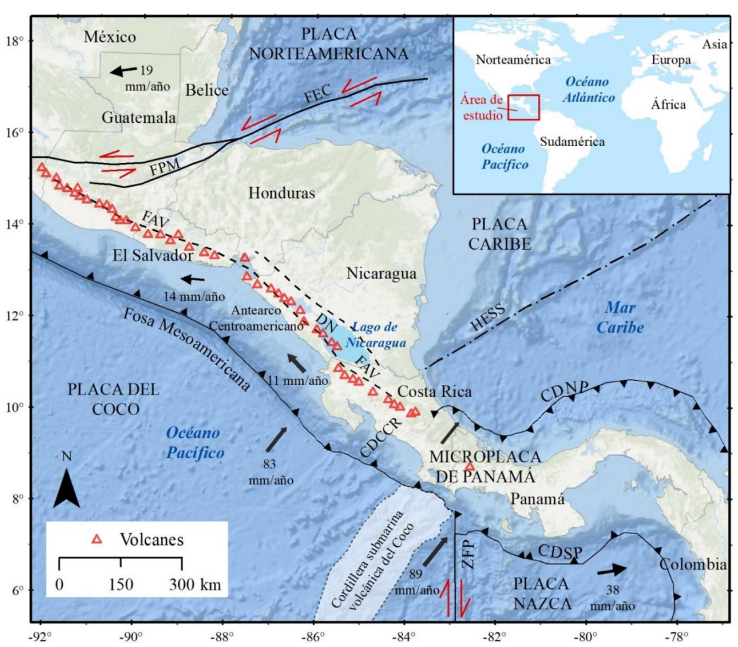 18°
16°
14°
12°
10°
8°
6°
-92
-90
-88
-86
-84
-82
-80
-78
México
19
mm/año
Belice
Guatemala
PLACA
NORTEAMERICANA
FEC
FPM
FAV
Honduras
El Salvador
Nicaragua
14 mm/año
Antearco
Centroamericano
DN
Lago de
Nicaragua
FAV
Fosa Mesoamericana
11 mm/año
PLACA DEL
COCO
Océano
Pacífico
83
mm/año
CDCCR
Costa Rica
PLACA
CARIBE
HESS
Mar
Caribe
CDNP
MICROPLACA
DE PANAMÁ
Panamá
Cordillera submarina
volcánica del Coco
89
mm/año
ZFP
CDSP
PLACA
NAZCA
38
mm/año
Colombia
N
Volcanes
0
150
300 km
Norteamérica
Océano
Atlántico
Europa
Asia
África
Área de
estudio
Océano
Pacífico
Sudamérica